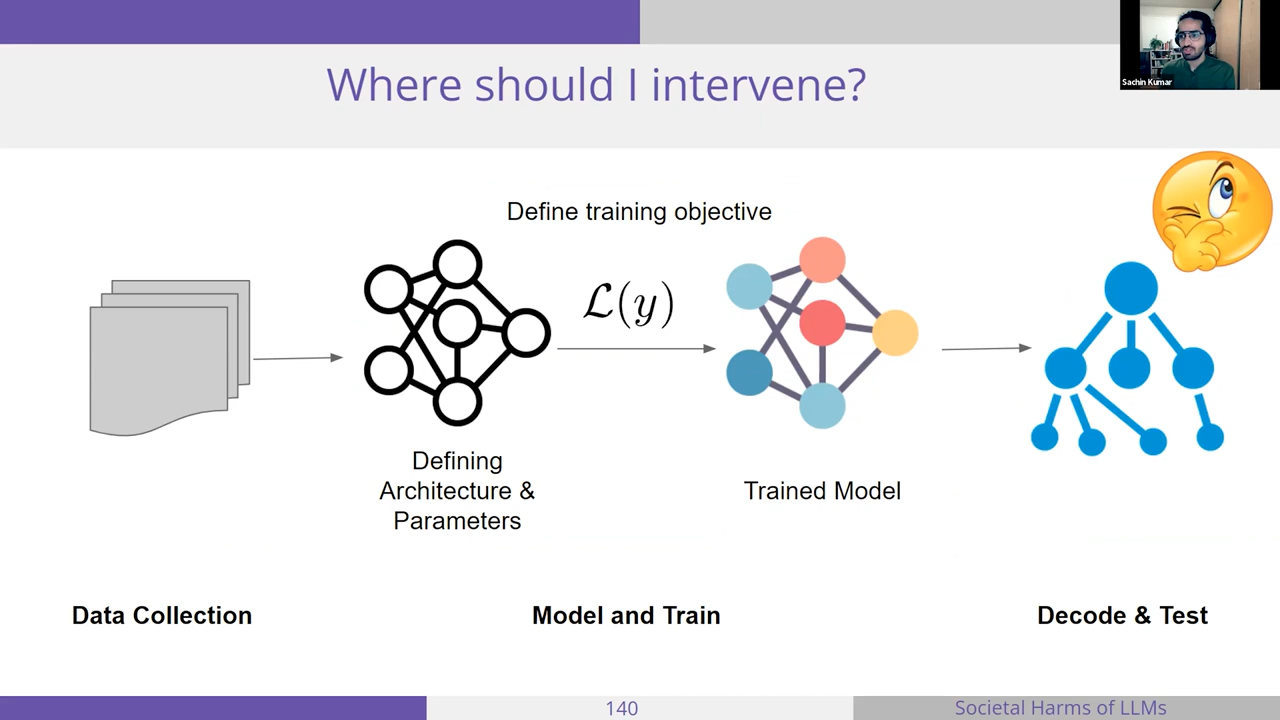 Where should I intervene?
Sachin Kumar
Define training objective
ℒ(y)
Defining
Architecture &
Parameters
Trained Model
Data Collection
Model and Train
Decode & Test
140
Societal Harms of LLMs